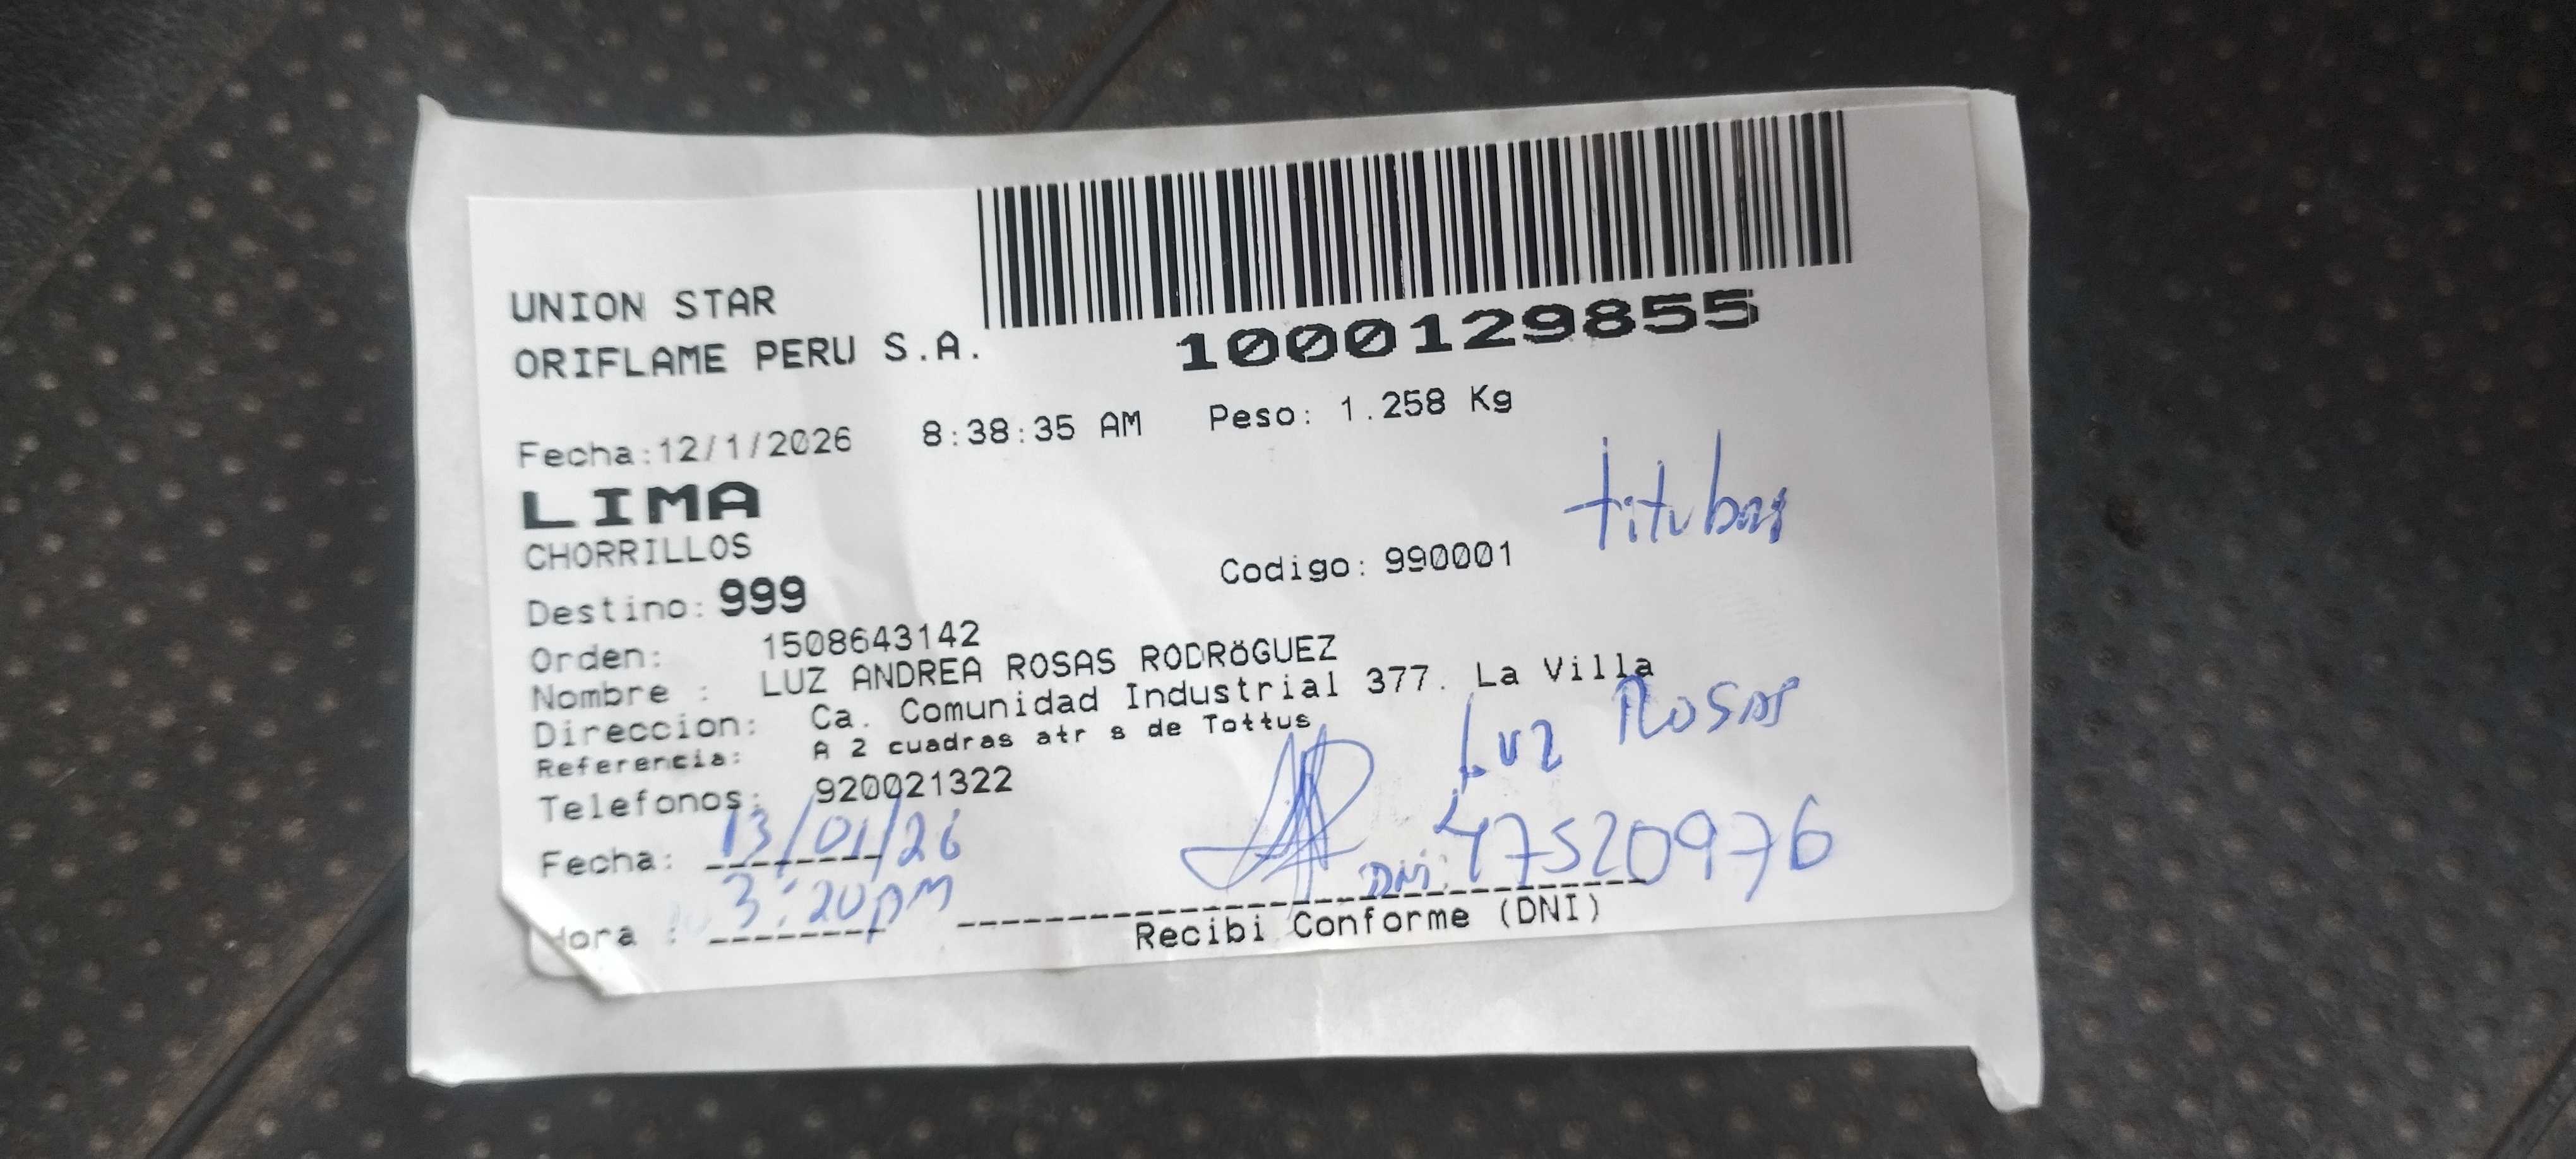 1000129855
UNION STAR
ORIFLAME PERU S.A.
Fecha:12/1/2026 8:38:35 AM Peso: 1.258 Kg
LIMA
CHORRILLOS
Codigo: 990001
Destino: 999
Orden: 1508643142
Nombre : LUZ ANDREA ROSAS RODRöGUEZ
Direccion: Ca. Comunidad Industrial 377. La Villa
Referencia: A 2 cuadras atr s de Tottus
Telefonos: 920021322
Luz Rosas
Fecha: 13/01/26
DNI: 47520976
Hora : 3:20pm
Recibi Conforme (DNI)